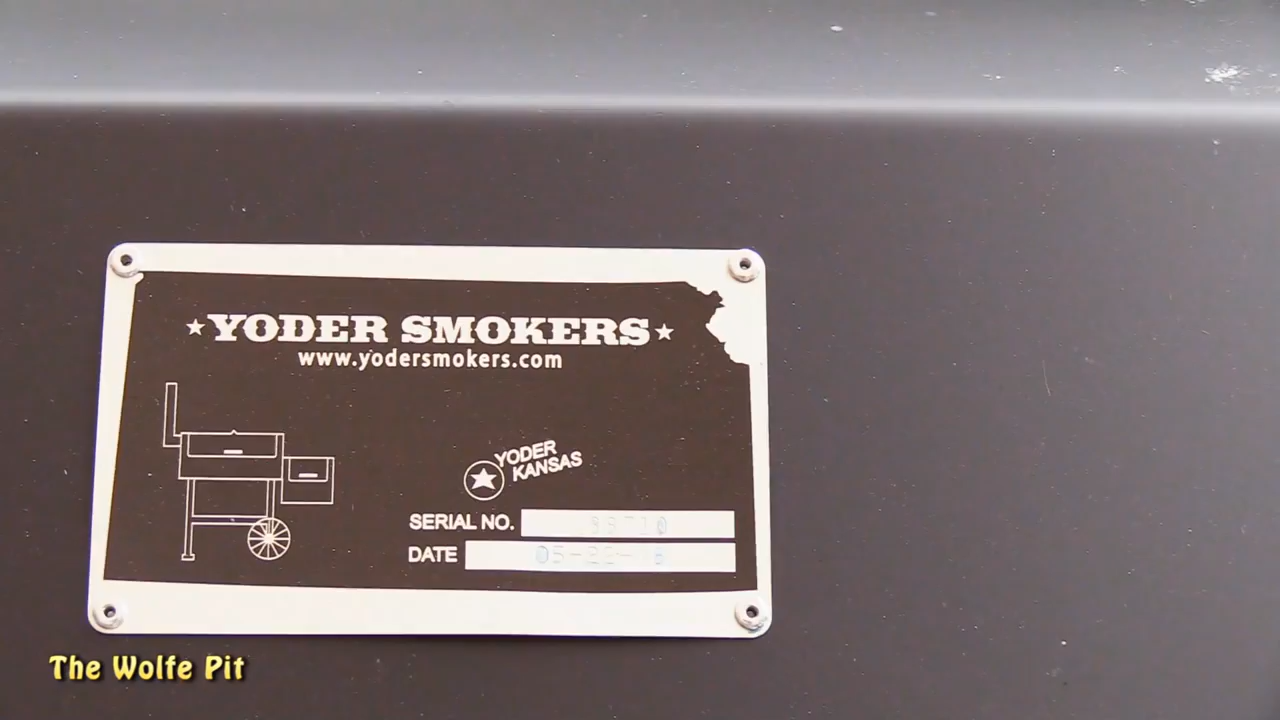 ★YODER SMOKERS★
www.yodersmokers.com
YODER
KANSAS
SERIAL NO.
DATE
The Wolfe Pit